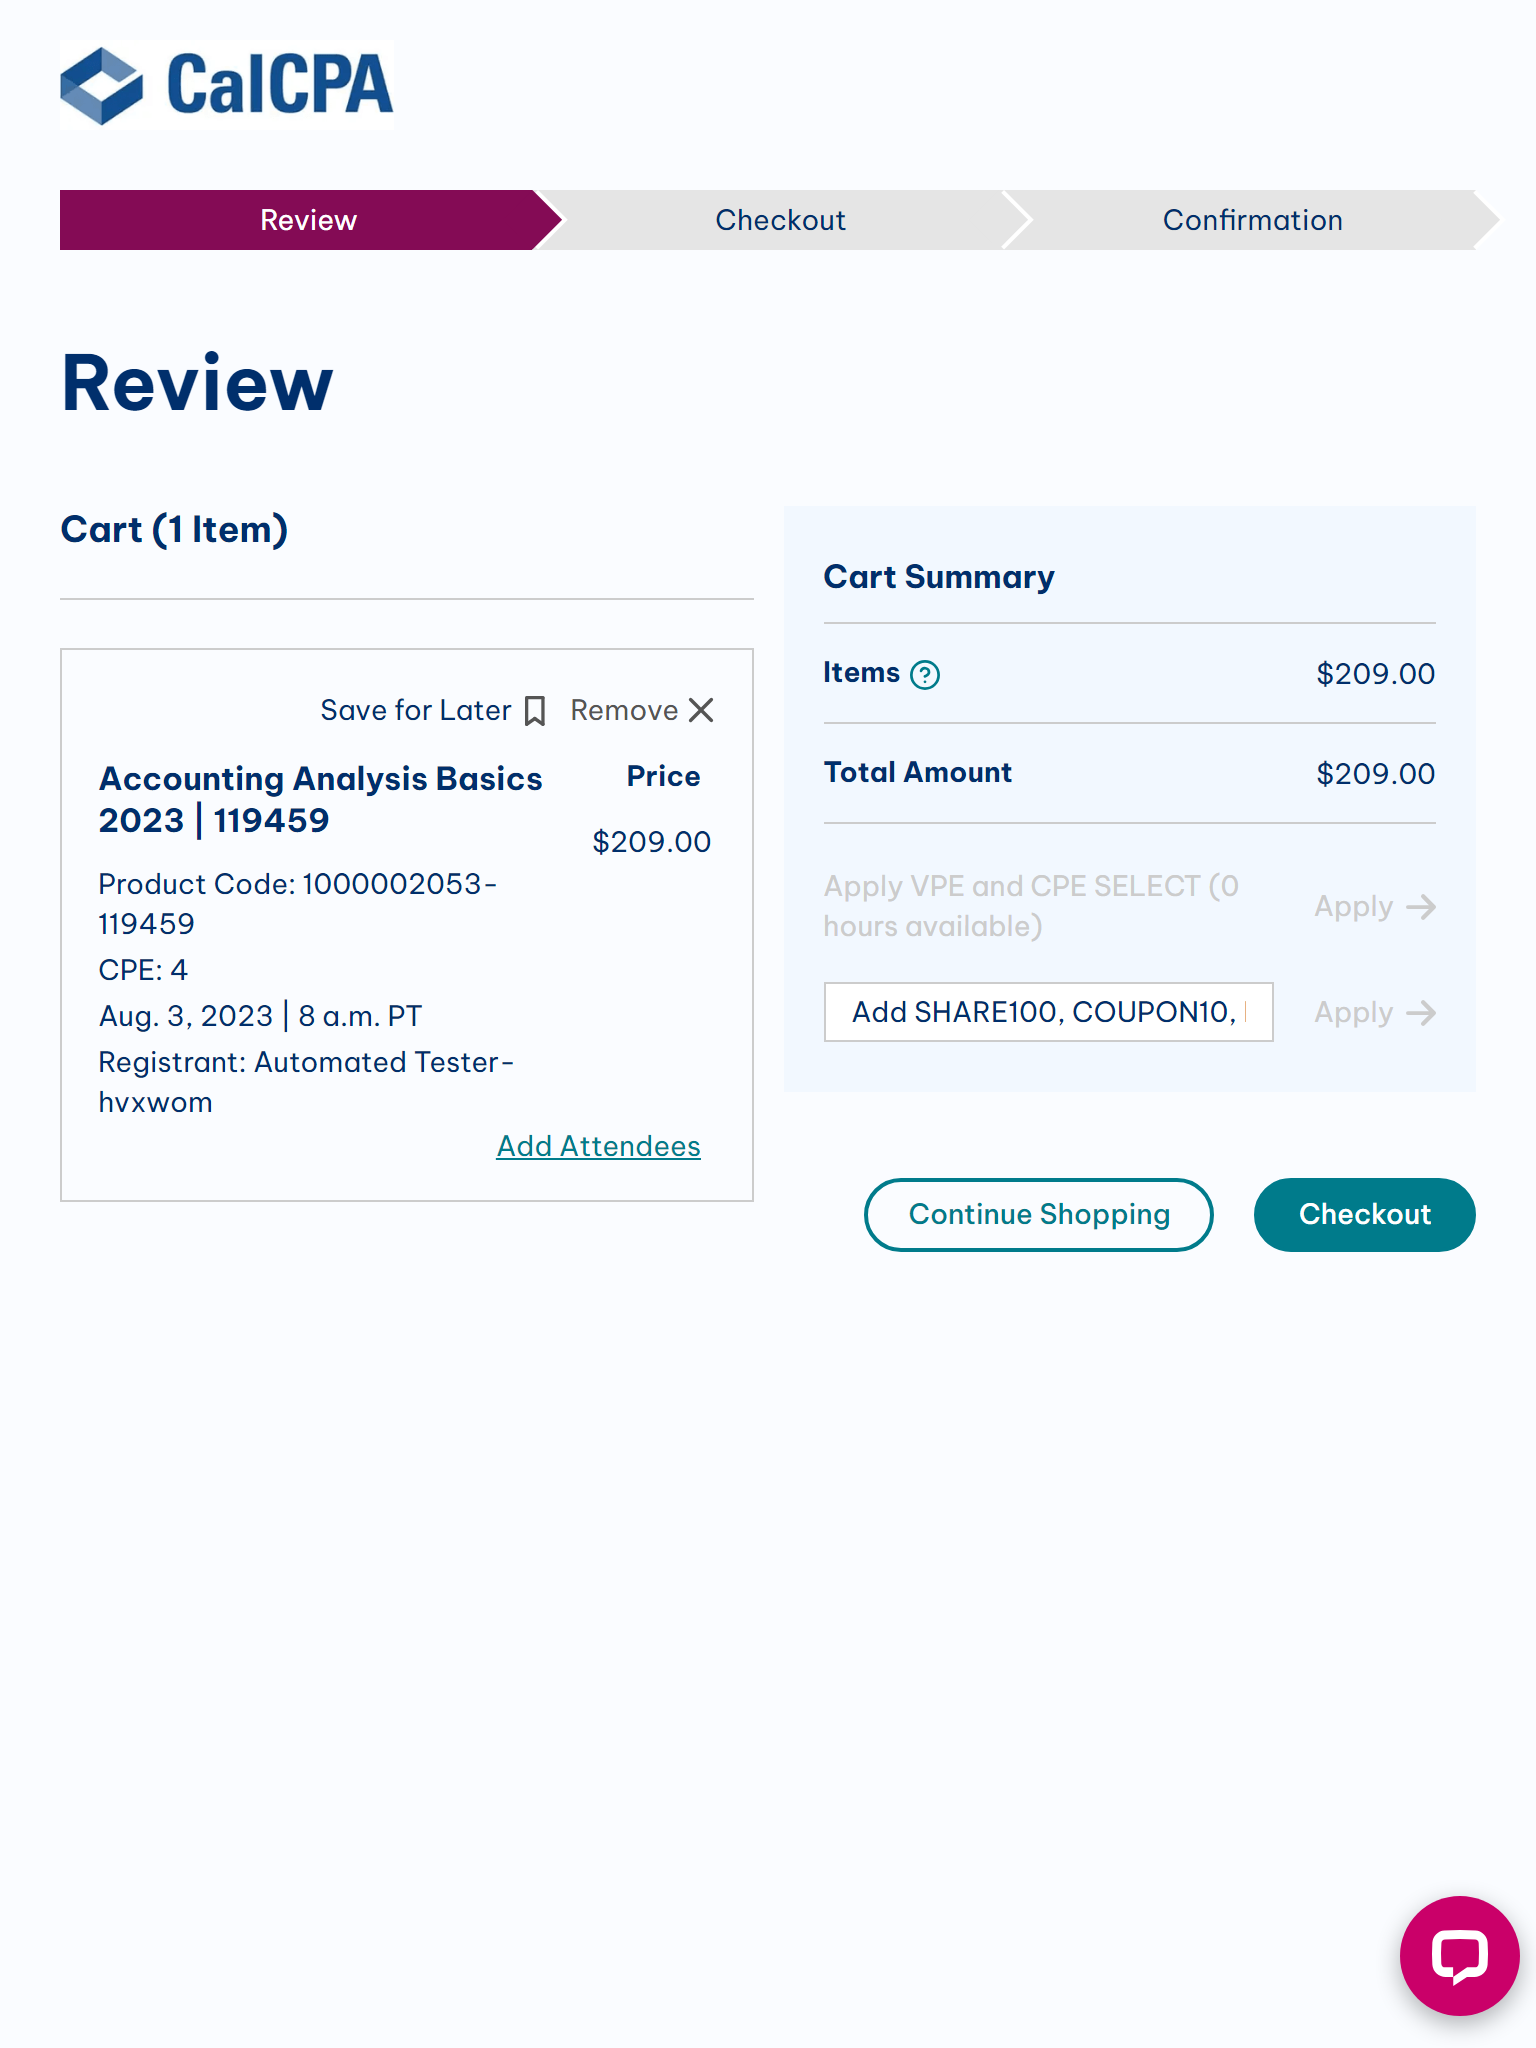 CalCPA
Review
Checkout
Confirmation
Review
Cart (1 Item)
Save for Later
Remove
Accounting Analysis Basics
2023 | 119459
Price
$209.00
Product Code: 1000002053-
119459
CPE: 4
Aug. 3, 2023 | 8 a.m. PT
Registrant: Automated Tester-
hvxwom
Add Attendees
Cart Summary
Items ?
$209.00
Total Amount
$209.00
Apply VPE and CPE SELECT (0
hours available)
Apply
Add SHARE100, COUPON10,
Apply
Continue Shopping
Checkout